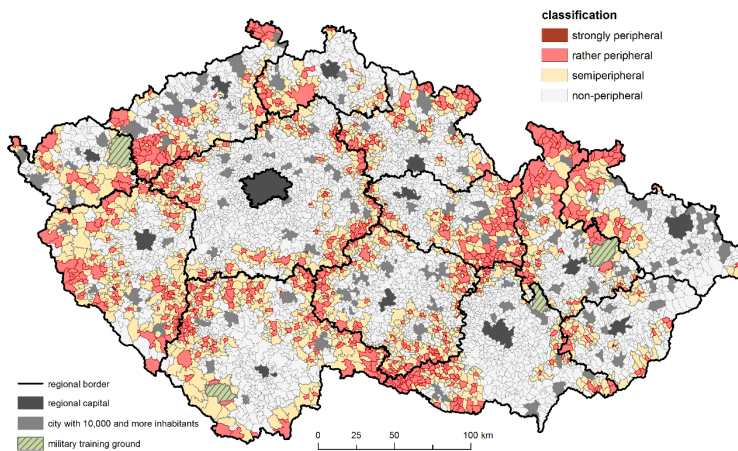 classification
strongly peripheral
rather peripheral
semiperipheral
non-peripheral
regional border
regional capital
city with 10,000 and more inhabitants
military training ground
0 25 50 100 km